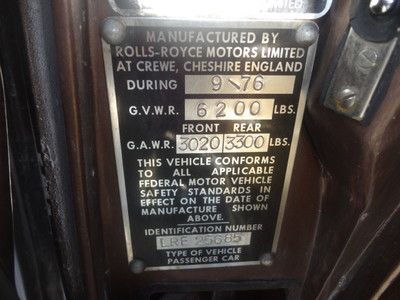 MANUFACTURED BY
ROLLS-ROYCE MOTORS LIMITED
AT CREWE, CHESHIRE ENGLAND
DURING 9-76
G.V.W.R. 6200 LBS.
FRONT REAR
G.A.W.R. 3020 3300 LBS.
THIS VEHICLE CONFORMS
TO ALL APPLICABLE
FEDERAL MOTOR VEHICLE
SAFETY STANDARDS IN
EFFECT ON THE DATE OF
MANUFACTURE SHOWN
ABOVE.
IDENTIFICATION NUMBER
LRE 25685
TYPE OF VEHICLE
PASSENGER CAR